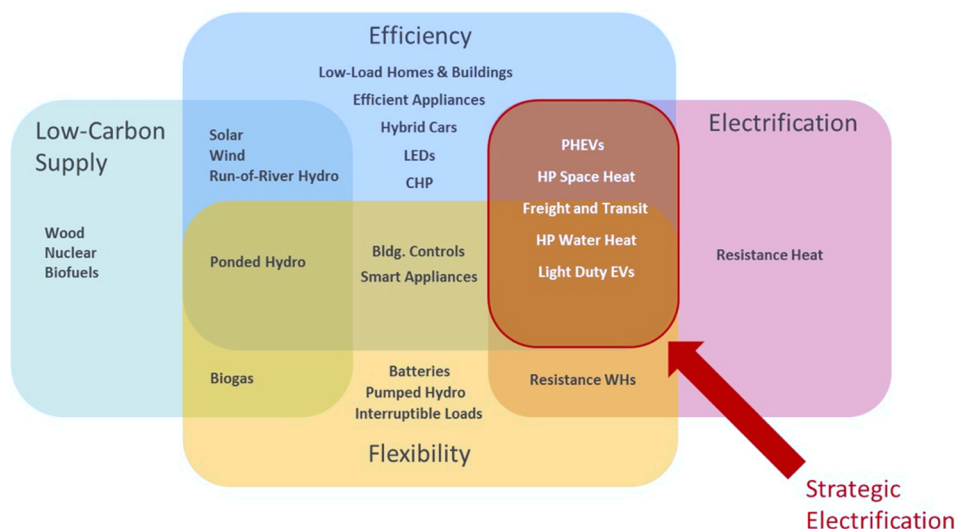 Efficiency
Low-Load Homes & Buildings
Efficient Appliances
Hybrid Cars
LEDs
CHP
Low-Carbon
Supply
Solar
Wind
Run-of-River Hydro
Wood
Nuclear
Biofuels
Ponded Hydro
Bldg. Controls
Smart Appliances
PHEVs
HP Space Heat
Freight and Transit
HP Water Heat
Light Duty EVs
Electrification
Resistance Heat
Biogas
Batteries
Pumped Hydro
Interruptible Loads
Resistance WHs
Flexibility
Strategic
Electrification